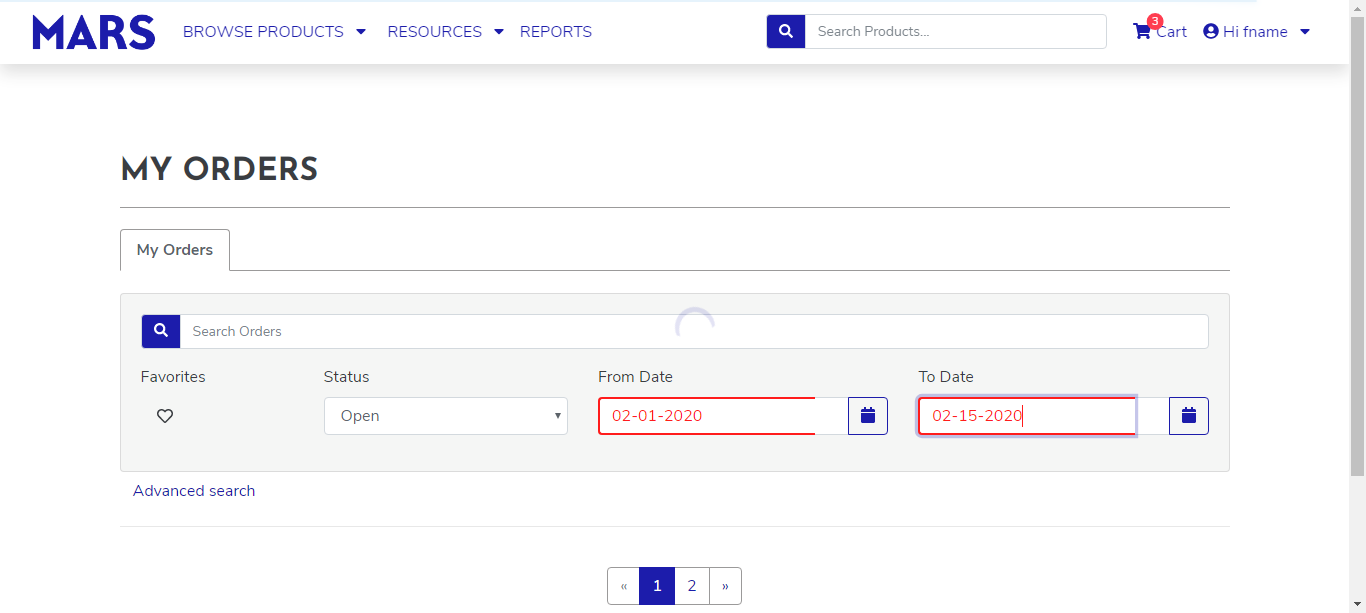 MARS BROWSE PRODUCTS RESOURCES REPORTS Search Products... 3 Cart Hi fname
MY ORDERS
My Orders
Search Orders
Favorites Status From Date To Date
Open 02-01-2020 02-15-2020
Advanced search
« 1 2 »